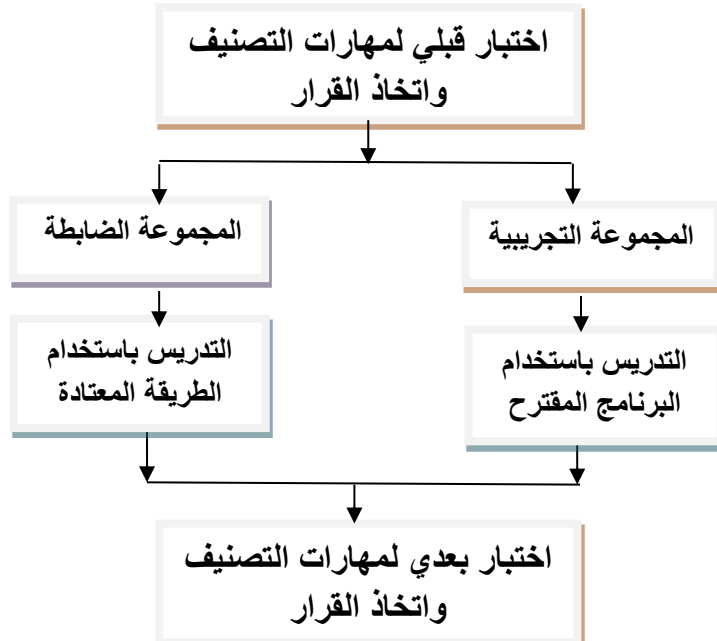 اختبار قبلي لمهارات التصنيف
واتخاذ القرار
المجموعة التجريبية
المجموعة الضابطة
التدريس باستخدام
البرنامج المقترح
التدريس باستخدام
الطريقة المعتادة
اختبار بعدي لمهارات التصنيف
واتخاذ القرار